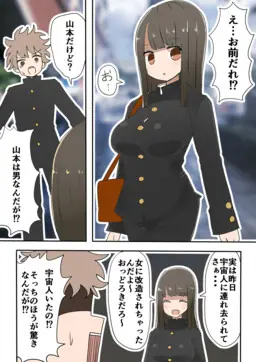 え…お前だれ!?
あ…
山本だけど？
山本は男なんだが!?
実は昨日
宇宙人に
連れ去られて
さぁ…
女に改造されちゃった
んだよ〜
おっどろきだろ〜
宇宙人いたの!?
そっちのほうが驚き
なんだが!?